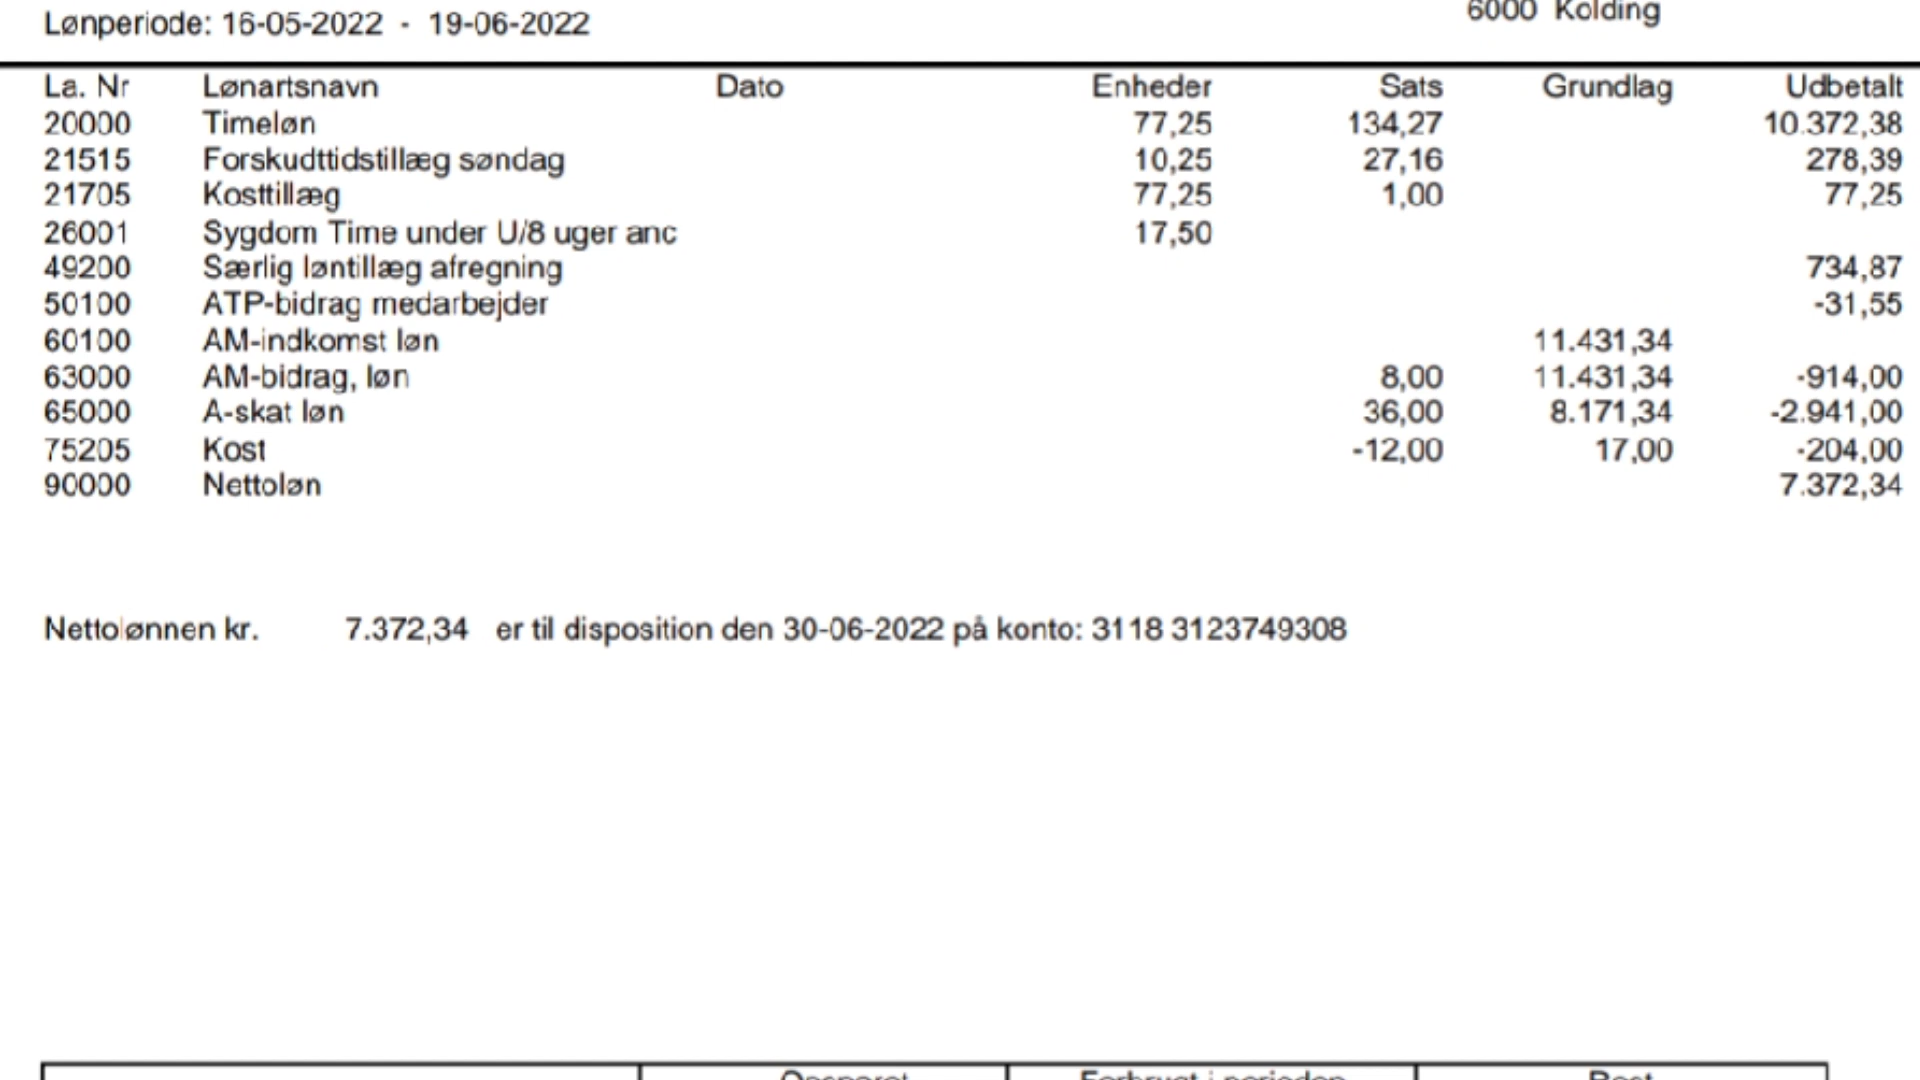 6000 Kolding
Lønperiode: 16-05-2022 - 19-06-2022
La. Nr Lønartsnavn Dato Enheder Sats Grundlag Udbetalt
20000 Timeløn 77,25 134,27 10.372,38
21515 Forskudttidstillæg søndag 10,25 27,16 278,39
21705 Kosttillæg 77,25 1,00 77,25
26001 Sygdom Time under U/8 uger anc 17,50
49200 Særlig løntillæg afregning 734,87
50100 ATP-bidrag medarbejder -31,55
60100 AM-indkomst løn 11.431,34
63000 AM-bidrag, løn 8,00 11.431,34 -914,00
65000 A-skat løn 36,00 8.171,34 -2.941,00
75205 Kost -12,00 17,00 -204,00
90000 Nettoløn 7.372,34
Nettolønnen kr. 7.372,34 er til disposition den 30-06-2022 på konto: 3118 3123749308
Opsparet Forbrugt i perioden Rest